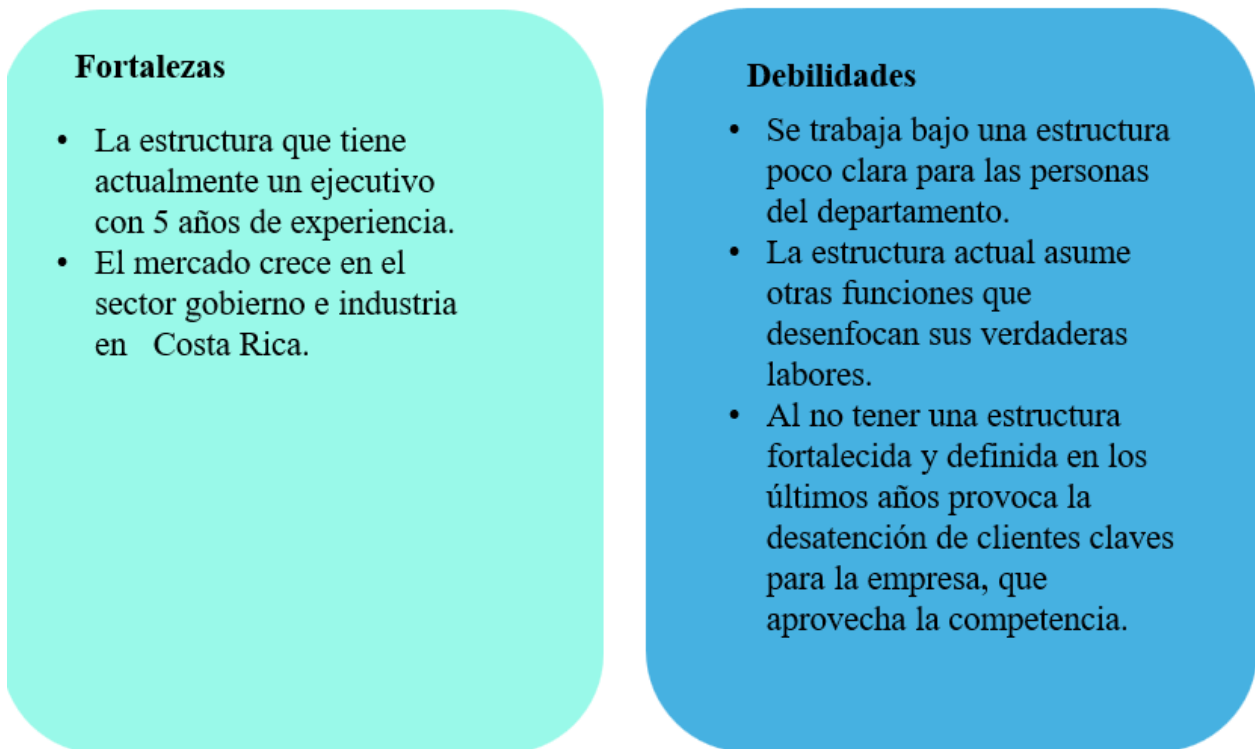 Fortalezas
• La estructura que tiene
actualmente un ejecutivo
con 5 años de experiencia.
• El mercado crece en el
sector gobierno e industria
en   Costa Rica.
Debilidades
• Se trabaja bajo una estructura
poco clara para las personas
del departamento.
• La estructura actual asume
otras funciones que
desenfocan sus verdaderas
labores.
• Al no tener una estructura
fortalecida y definida en los
últimos años provoca la
desatención de clientes claves
para la empresa, que
aprovecha la competencia.